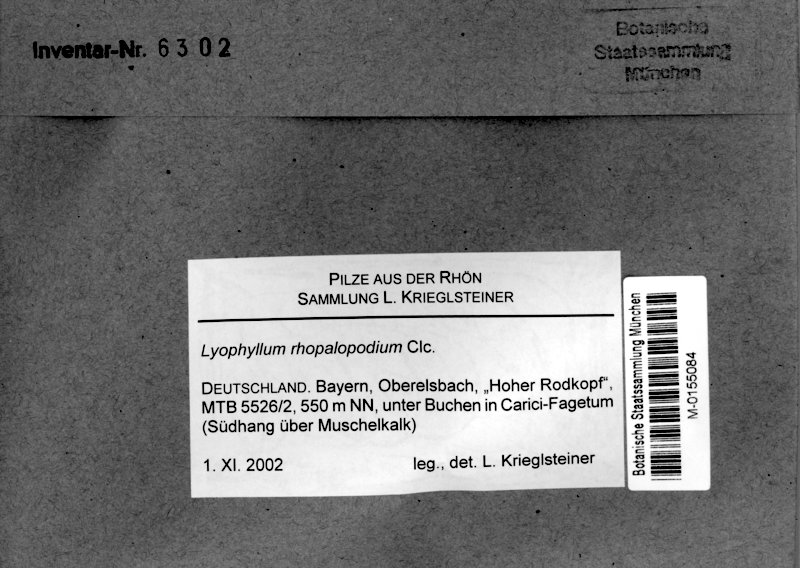 Inventar-Nr. 6302
Botanische
Staatssammlung
München
PILZE AUS DER RHÖN
SAMMLUNG L. KRIEGLSTEINER
Lyophyllum rhopalopodium Clc.
DEUTSCHLAND. Bayern, Oberelsbach, „Hoher Rodkopf“,
MTB 5526/2, 550 m NN, unter Buchen in Carici-Fagetum
(Südhang über Muschelkalk)
1. XI. 2002 leg., det. L. Krieglsteiner
Botanische Staatssammlung München
M-0155084